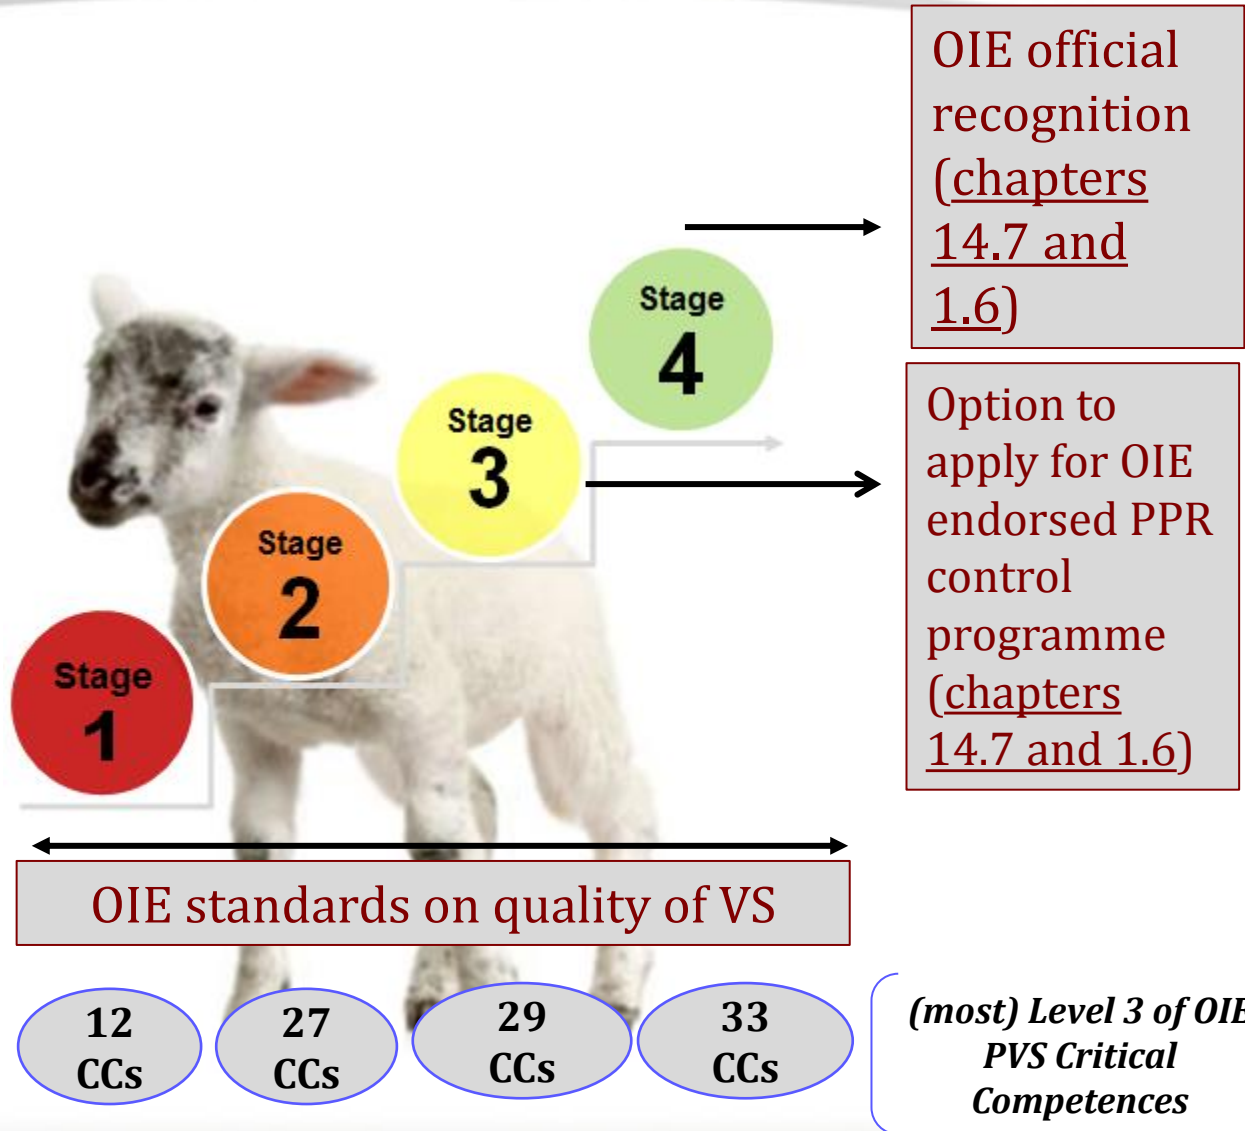 OIE official
recognition
(chapters
14.7 and
1.6)
Stage
4
Option to
apply for OIE
endorsed PPR
control
programme
(chapters
14.7 and 1.6)
Stage
3
Stage
2
Stage
1
OIE standards on quality of VS
12
CCs
27
CCs
29
CCs
33
CCs
(most) Level 3 of OIE
PVS Critical
Competences